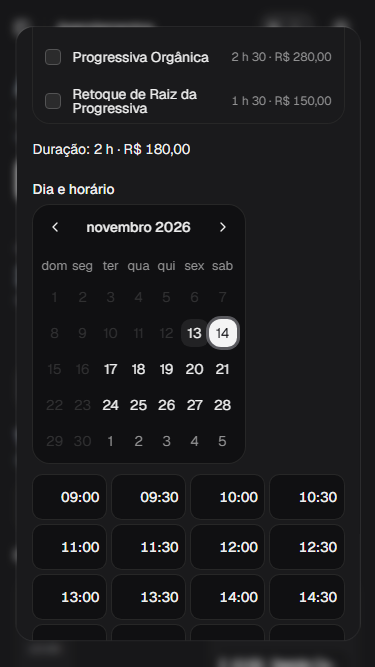 Progressiva Orgânica 2 h 30 · R$ 280,00
Retoque de Raiz da
Progressiva
1 h 30 · R$ 150,00
Duração: 2 h · R$ 180,00
Dia e horário
novembro 2026
dom seg ter qua qui sex sab
1 2 3 4 5 6 7
8 9 10 11 12 13 14
15 16 17 18 19 20 21
22 23 24 25 26 27 28
29 30 1 2 3 4 5
09:00 09:30 10:00 10:30
11:00 11:30 12:00 12:30
13:00 13:30 14:00 14:30